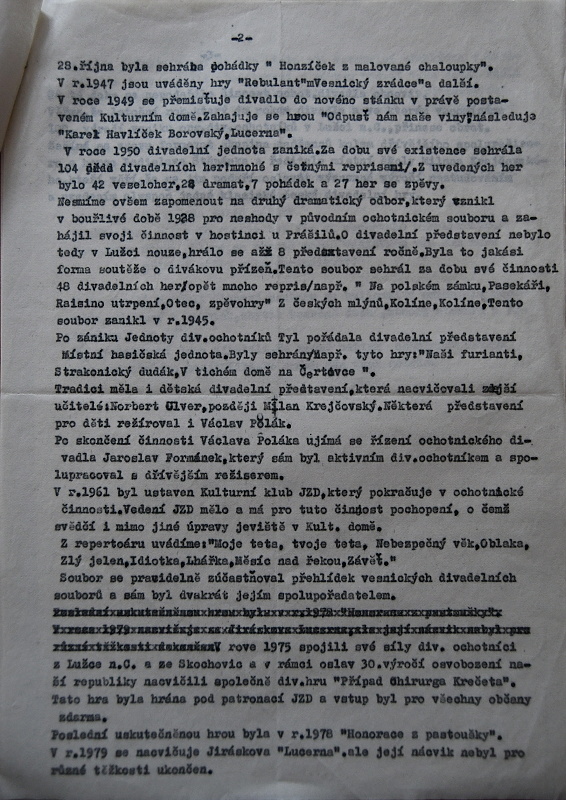 -2-
28.října byla sehrána pohádky " Honzíček z malované chaloupky".
V r.1947 jsou uváděny hry "Rebulant"mVesnický zrádce"a další.
V roce 1949 se přemisťuje divadlo do nového stánku v právě posta-
veném Kulturním domě.Zahajuje se hrou "Odpusť nám naše viny,následuje
"Karel Havlíček Borovský,Lucerna".
V roce 1950 divadelní jednota zaniká.Za dobu své existence sehrála
104 divadelních her/mnohé s četnými reprisami/.Z uvedených her
bylo 42 veseloher,28 dramat,7 pohádek a 27 her se zpěvy.
Nesmíme ovšem zapomenout na druhý dramatický odbor,který vznikl
v bouřlivé době 1928 pro neshody v původním ochotnickém souboru a za-
hájil svoji činnost v hostinci u Prášilů.O divadelní představení nebylo
tedy v Lužci nouze,hrálo se až 8 představení ročně.Byla to jakási
forma soutěže o divákovu přízeň.Tento soubor sehrál za dobu své činnosti
48 divadelních her/opět mnoho repris/např. " Na polském zámku,Pasekáři,
Raisino utrpení,Otec, zpěvohry" Z českých mlýnů,Kolíne,Kolíne,Tento
soubor zanikl v r.1945.
Po zániku Jednoty div.ochotníků Tyl pořádala divadelní představení
Místní hasičská jednota.Byly sehrány/např. tyto hry:"Naši furianti,
Strakonický dudák,V tichám domě na Čertovce ".
Tradici měla i dětská divadelní představení,která nacvičovali zdejší
učitelé:Norbert Ulver,později Milan Krejčovský.Některá představení
pro děti režíroval i Václav Polák.
Po skončení činnosti Václava Poláka ujímá se řízení ochotnického di-
vadla Jaroslav Formánek,který sám byl aktivním div.ochotníkem a spo-
lupracoval s dřívějším režiserem.
V r.1961 byl ustaven Kulturní klub JZD,který pokračuje v ochotnické
činnosti.Vedení JZD mělo a má pro tuto činnost pochopení, o čemž
svědčí i mimo jiné úpravy jeviště v Kult. domě.
Z repertoáru uvádíme:"Moje teta, tvoje teta, Nebezpečný věk,Oblaka,
Zlý jelen,Idiotka,Lhářka,Měsíc nad řekou,Závěť."
Soubor se pravidelně zúčastňoval přehlídek vesnických divadelních
souborů a sám byl dvakrát jejím spolupořadatelem.
V rove 1975 spojili své síly div. ochotníci
z Lužce n.C. a ze Skochovic a v rámci oslav 30.výročí osvobození na-
ší republiky nacvičili společně div.hru "Případ Chirurga Krečeta".
Tato hra byla hrána pod patronací JZD a vstup byl pro všechny občany
zdarma.
Poslední uskutečněnou hrou byla v r.1978 "Honorace z pastoušky".
V r.1979 se nacvičuje Jiráskova "Lucerna".ale její nácvik nebyl pro
různé těžkosti ukončen.